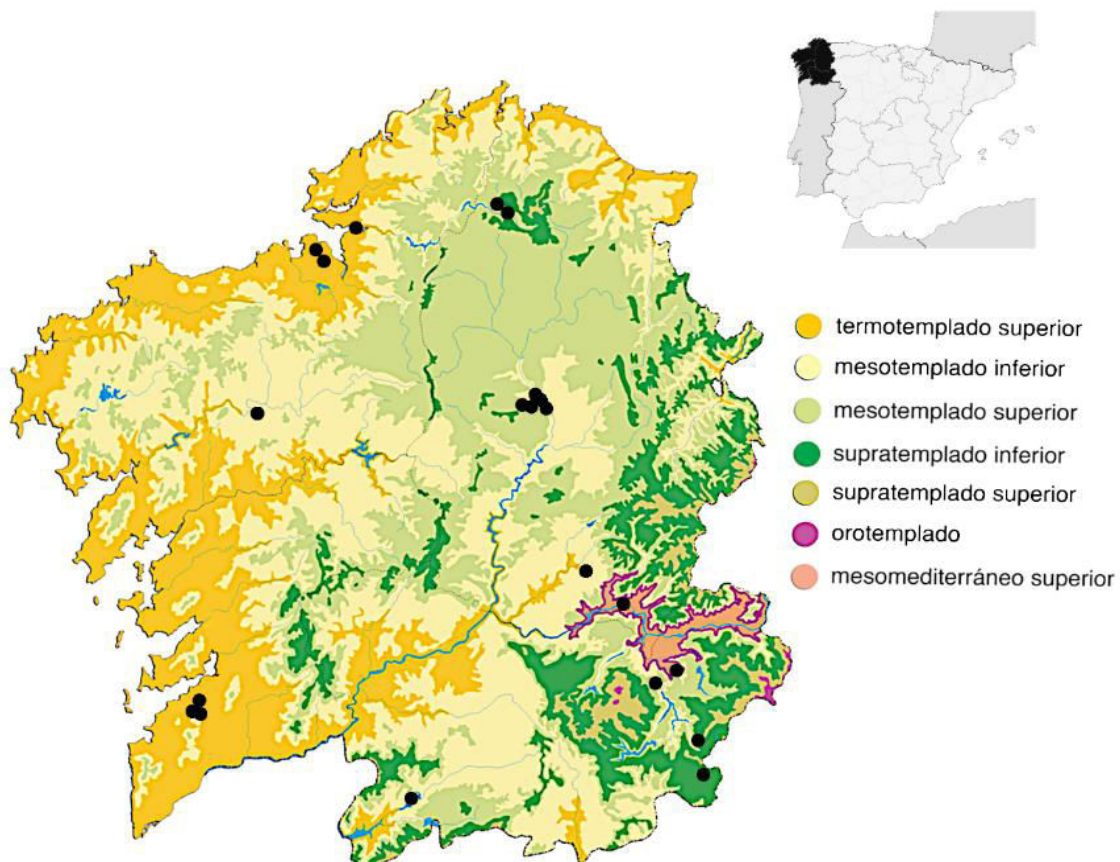 termotemplado superior
mesotemplado inferior
mesotemplado superior
supratemplado inferior
supratemplado superior
orotemplado
mesomediterráneo superior